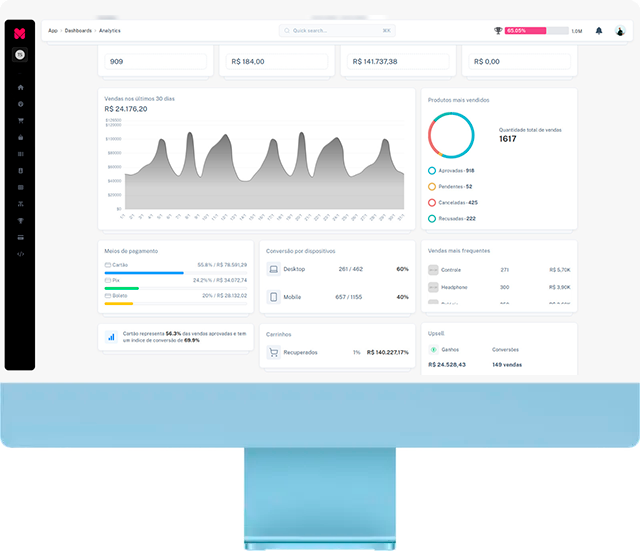 App › Dashboards › Analytics
Quick search...
⌘K
65.05%
1.0M
909
R$ 184,00
R$ 141.737,38
R$ 0,00
Vendas nos últimos 30 dias
R$ 24.176,20
$60000
$40000
$20000
$0
Produtos mais vendidos
Quantidade total de vendas
1617
Aprovadas - 918
Pendentes - 52
Canceladas - 425
Recusadas - 222
Meios de pagamento
Cartão
55.8% / R$ 78.591,29
Pix
24.2% / R$ 34.072,74
Boleto
20% / R$ 28.132,02
Cartao representa 56.3% das vendas aprovadas e tem
um indice de conversão de 69.9%
Conversão por dispositivos
Desktop
261 / 462
60%
Mobile
657 / 1155
40%
Carrinhos
Recuperados
1%
R$ 140.227,17%
Vendas mais frequentes
Controle
271
R$ 5,70K
Headphone
300
R$ 3,90K
Upsell:
Ganhos
Conversões
R$ 24.528,43
149 vendas